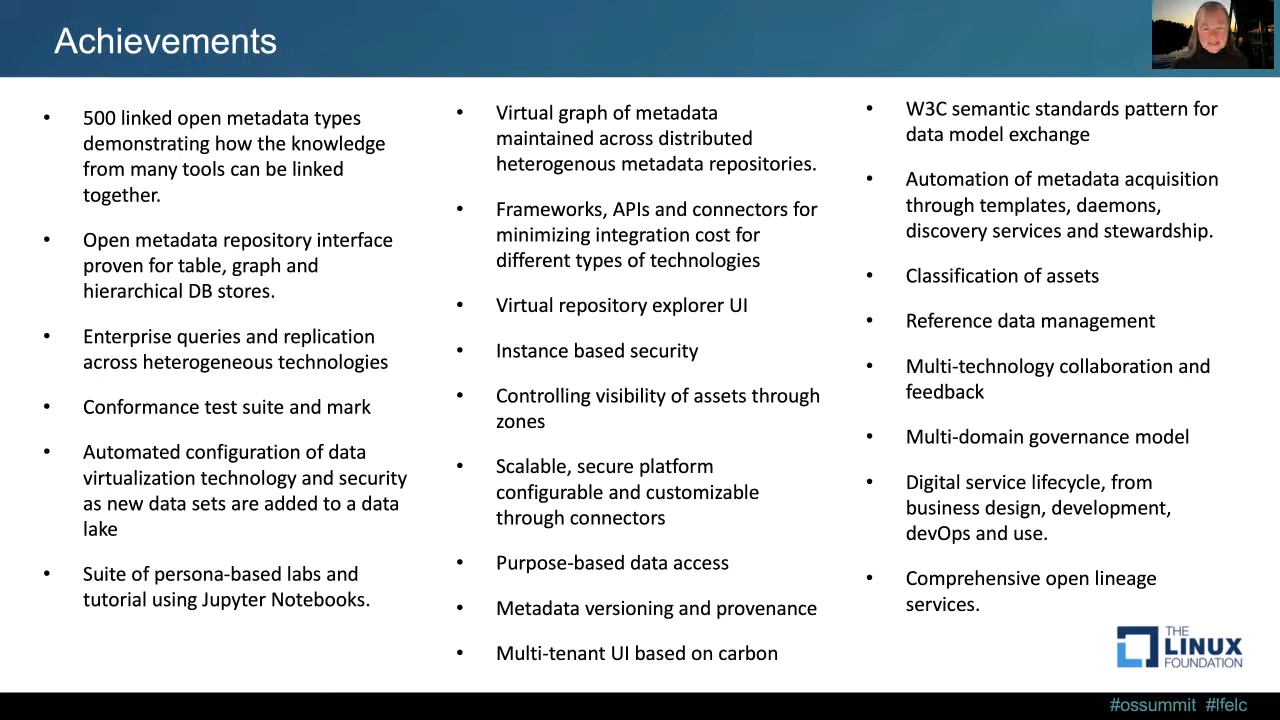 Achievements
• 500 linked open metadata types
demonstrating how the knowledge
from many tools can be linked
together.
• Open metadata repository interface
proven for table, graph and
hierarchical DB stores.
• Enterprise queries and replication
across heterogeneous technologies
• Conformance test suite and mark
• Automated configuration of data
virtualization technology and security
as new data sets are added to a data
lake
• Suite of persona-based labs and
tutorial using Jupyter Notebooks.
• Virtual graph of metadata
maintained across distributed
heterogenous metadata repositories.
• Frameworks, APIs and connectors for
minimizing integration cost for
different types of technologies
• Virtual repository explorer UI
• Instance based security
• Controlling visibility of assets through
zones
• Scalable, secure platform
configurable and customizable
through connectors
• Purpose-based data access
• Metadata versioning and provenance
• Multi-tenant UI based on carbon
• W3C semantic standards pattern for
data model exchange
• Automation of metadata acquisition
through templates, daemons,
discovery services and stewardship.
• Classification of assets
• Reference data management
• Multi-technology collaboration and
feedback
• Multi-domain governance model
• Digital service lifecycle, from
business design, development,
devOps and use.
• Comprehensive open lineage
services.
THE
LINUX
FOUNDATION
#ossummit #lfelc